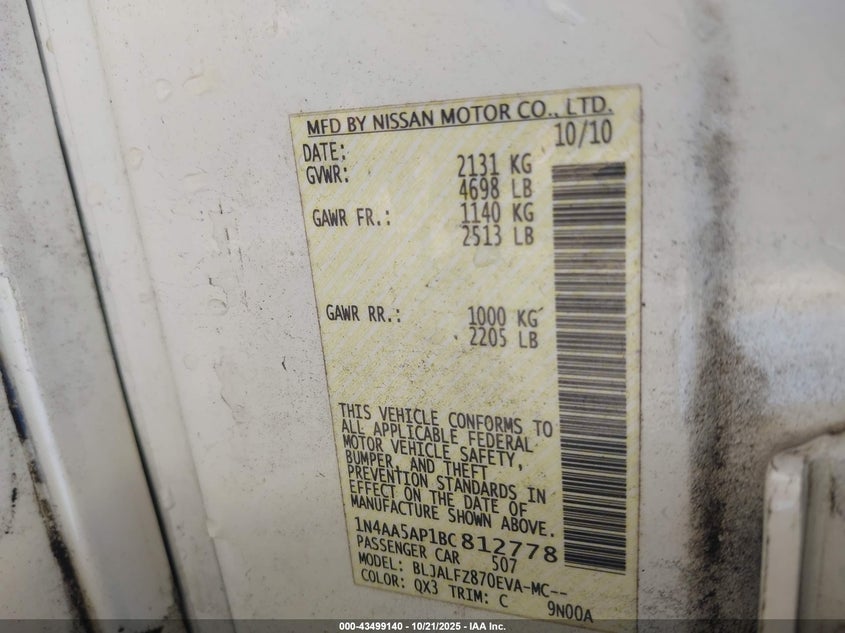 MFD BY NISSAN MOTOR CO., LTD.
DATE: 10/10
GVWR: 2131 KG
4698 LB
GAWR FR.: 1140 KG
2513 LB
GAWR RR.: 1000 KG
2205 LB
THIS VEHICLE CONFORMS TO
ALL APPLICABLE FEDERAL
MOTOR VEHICLE SAFETY,
BUMPER, AND THEFT
PREVENTION STANDARDS IN
EFFECT ON THE DATE OF
MANUFACTURE SHOWN ABOVE.
1N4AA5AP1BC812778
PASSENGER CAR 507
MODEL: BLJALFZ870EVA-MC--
COLOR: QX3 TRIM: C 9N00A
000-43499140 - 10/21/2025 - IAA Inc.